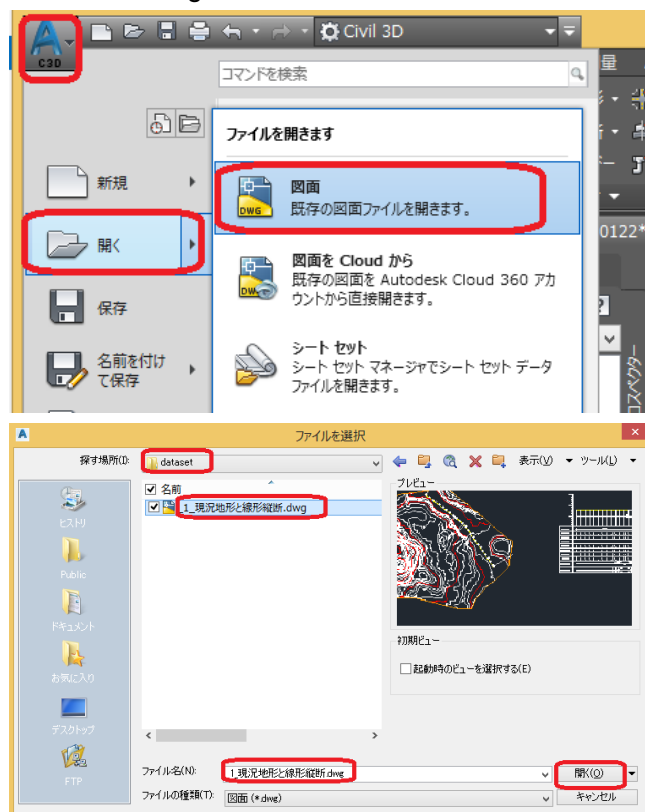 Civil 3D
C3D
コマンドを検索
量
ファイルを開きます
新規
図面
DWG
既存の図面ファイルを開きます。
0122*
開く
図面を Cloud から
既存の図面を Autodesk Cloud 360 アカ
ウントから直接開きます。
保存
シート セット
シート セット マネージャでシート セット データ
ファイルを開きます。
名前を付け
て保存
ファイルを選択
探す場所(I):
dataset
表示(V)
ツール(L)
名前
1_現況地形と線形縦断.dwg
プレビュー
ヒストリ
Public
ドキュメント
お気に入り
デスクトップ
FTP
初期ビュー
起動時のビューを選択する(E)
ファイル名(N):
1_現況地形と線形縦断.dwg
開く(O)
ファイルの種類(T):
図面 (*.dwg)
キャンセル